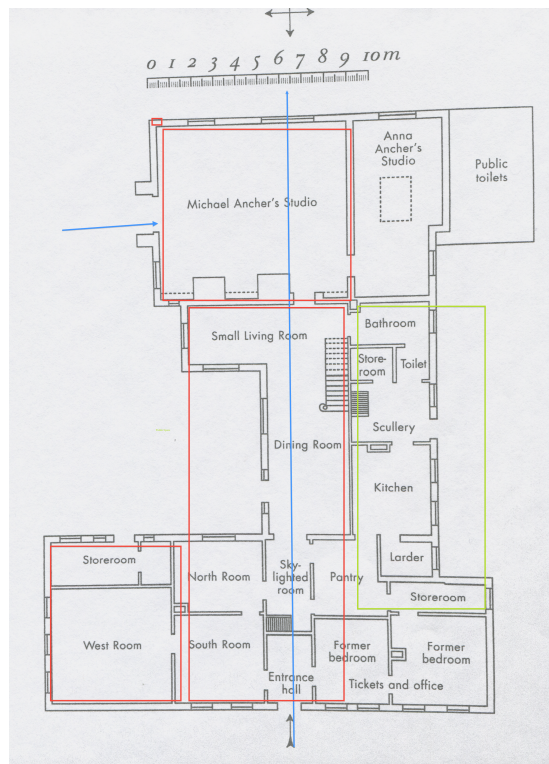 0 1 2 3 4 5 6 7 8 9 10 m
Anna
Ancher's
Studio
Public
toilets
Michael Ancher's Studio
Bathroom
Small Living Room
Store-
room
Toilet
Scullery
Dining Room
Kitchen
Storeroom
Larder
North Room
Sky-
lighted
room
Pantry
Storeroom
West Room
South Room
Former
bedroom
Former
bedroom
Entrance
hall
Tickets and office